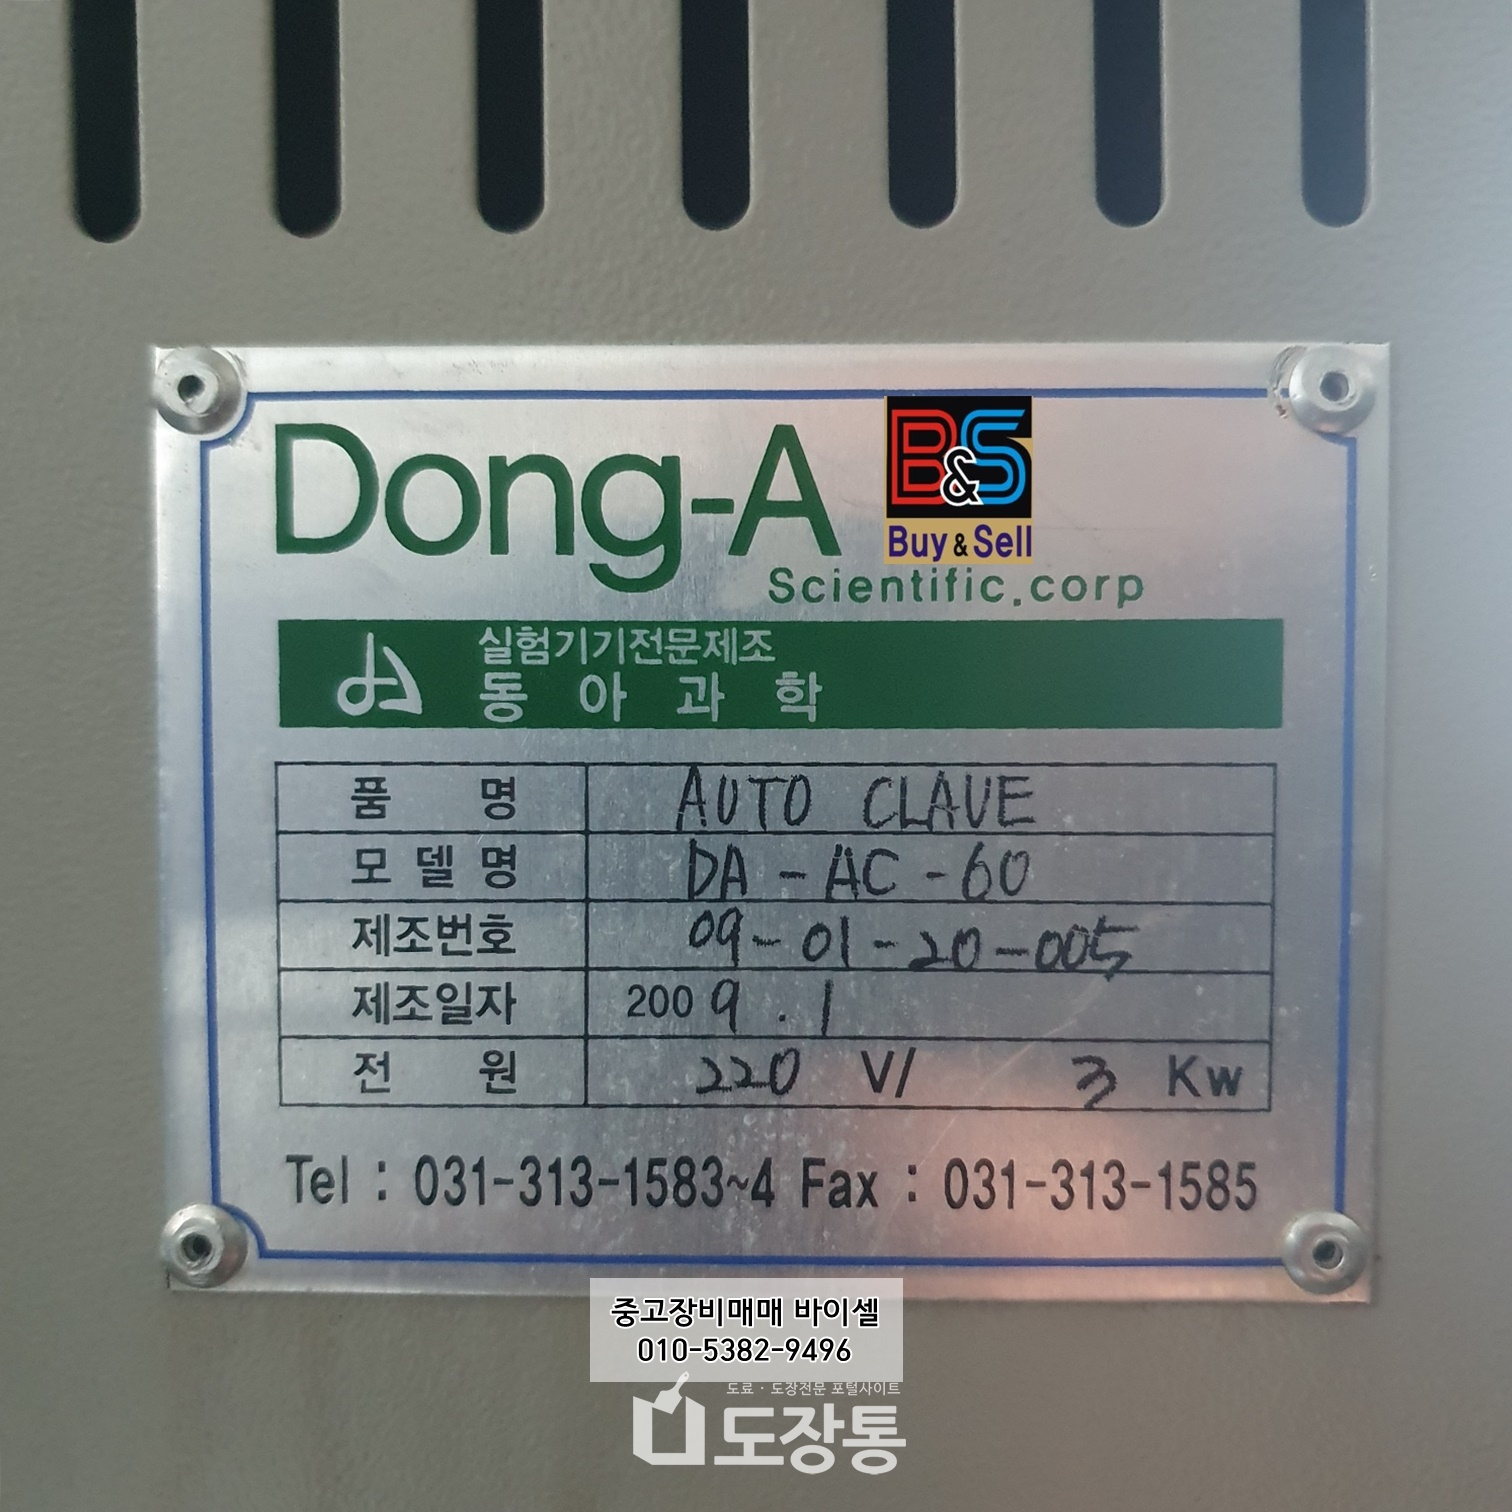 Dong-A
B&S
Buy & Sell
Scientific.corp
실험기기전문제조
동아과학
품 명 AUTO CLAVE
모델명 DA-AC-60
제조번호 09-01-20-005
제조일자 2009.1
전 원 220 V/ 3 Kw
Tel : 031-313-1583~4 Fax : 031-313-1585
중고장비매매 바이셀
010-5382-9496
도료 · 도장전문 포털사이트
도장통